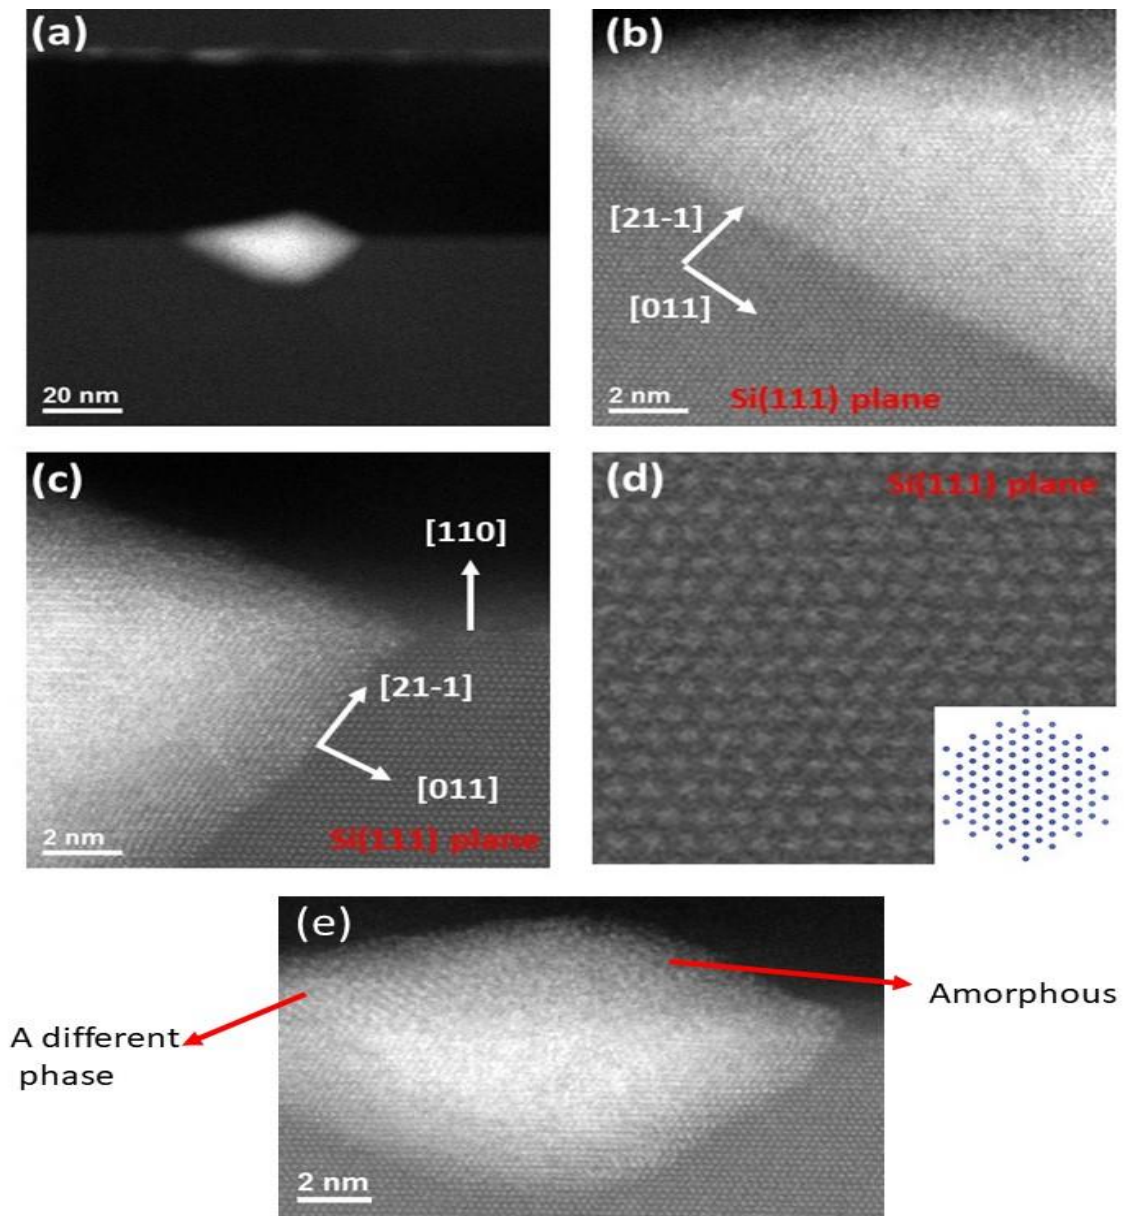 (a)
20 nm
(b)
[21-1]
[011]
2 nm
Si(111) plane
(c)
[110]
[21-1]
[011]
2 nm
Si(111) plane
(d)
Si(111) plane
(e)
Amorphous
A different
phase
2 nm